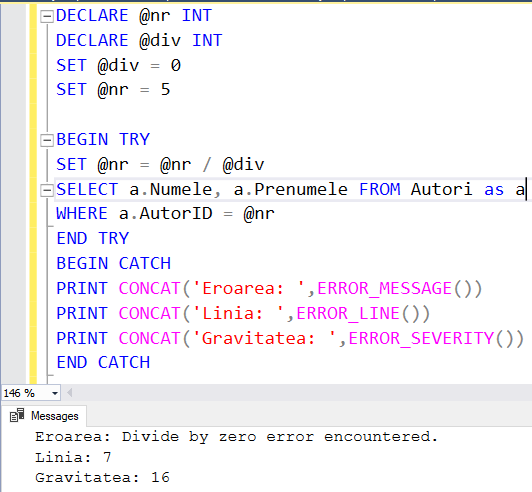 DECLARE @nr INT
DECLARE @div INT
SET @div = 0
SET @nr = 5
BEGIN TRY
SET @nr = @nr / @div
SELECT a.Numele, a.Prenumele FROM Autori as a
WHERE a.AutorID = @nr
END TRY
BEGIN CATCH
PRINT CONCAT('Eroarea: ',ERROR_MESSAGE())
PRINT CONCAT('Linia: ',ERROR_LINE())
PRINT CONCAT('Gravitatea: ',ERROR_SEVERITY())
END CATCH
146 %
Messages
Eroarea: Divide by zero error encountered.
Linia: 7
Gravitatea: 16